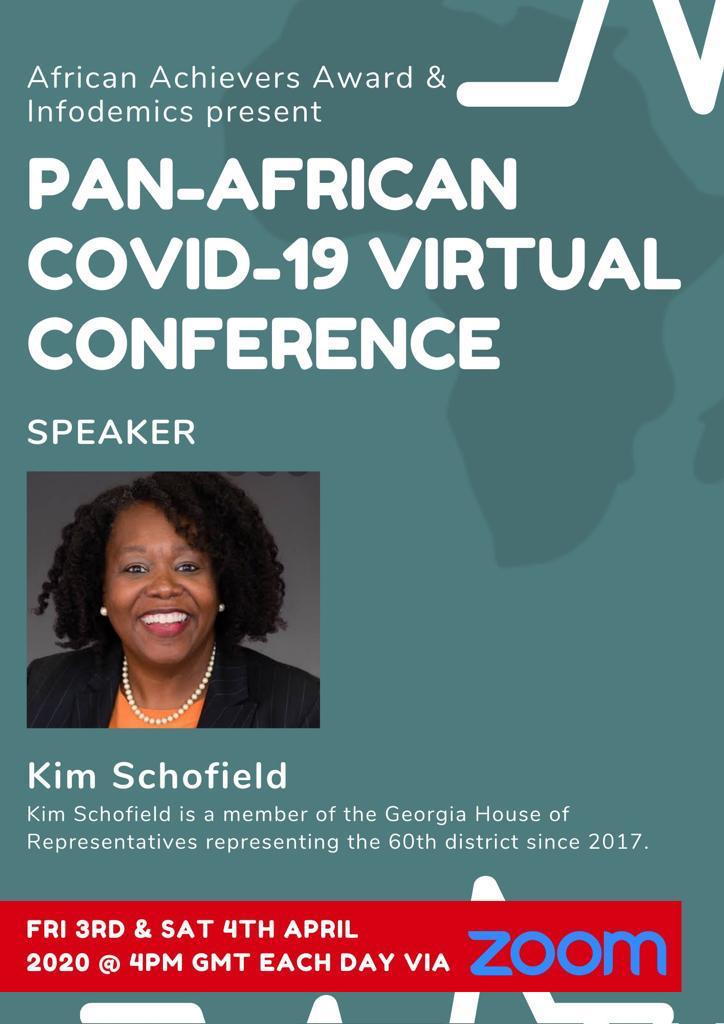 African Achievers Award &
Infodemics present
PAN-AFRICAN
COVID-19 VIRTUAL
CONFERENCE
SPEAKER
Kim Schofield
Kim Schofield is a member of the Georgia House of
Representatives representing the 60th district since 2017.
FRI 3RD & SAT 4TH APRIL
2020 @ 4PM GMT EACH DAY VIA
zoom